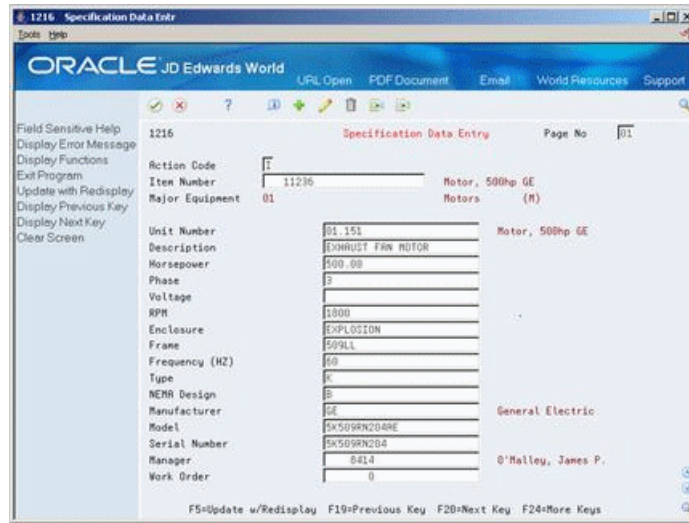 1216 Specification Data Entr
Tools Help
ORACLE JD Edwards World
URL Open PDF Document Email World Resources Support
Field Sensitive Help
Display Error Message
Display Functions
Exit Program
Update with Redisplay
Display Previous Key
Display Next Key
Clear Screen
1216 Specification Data Entry Page No 01
Action Code I
Item Number 11236 Motor, 500hp GE
Major Equipment 01 Motors (M)
Unit Number 01.151 Motor, 500hp GE
Description EXHAUST FAN MOTOR
Horsepower 500.00
Phase 3
Voltage
RPM 1800
Enclosure EXPLOSION
Frame 509LL
Frequency (HZ) 60
Type K
NEMA Design B
Manufacturer GE General Electric
Model 5K509RN204AE
Serial Number 5K509RN204
Manager 8414 O'Malley, James P.
Work Order 0
F5=Update w/Redisplay F19=Previous Key F20=Next Key F24=More Keys